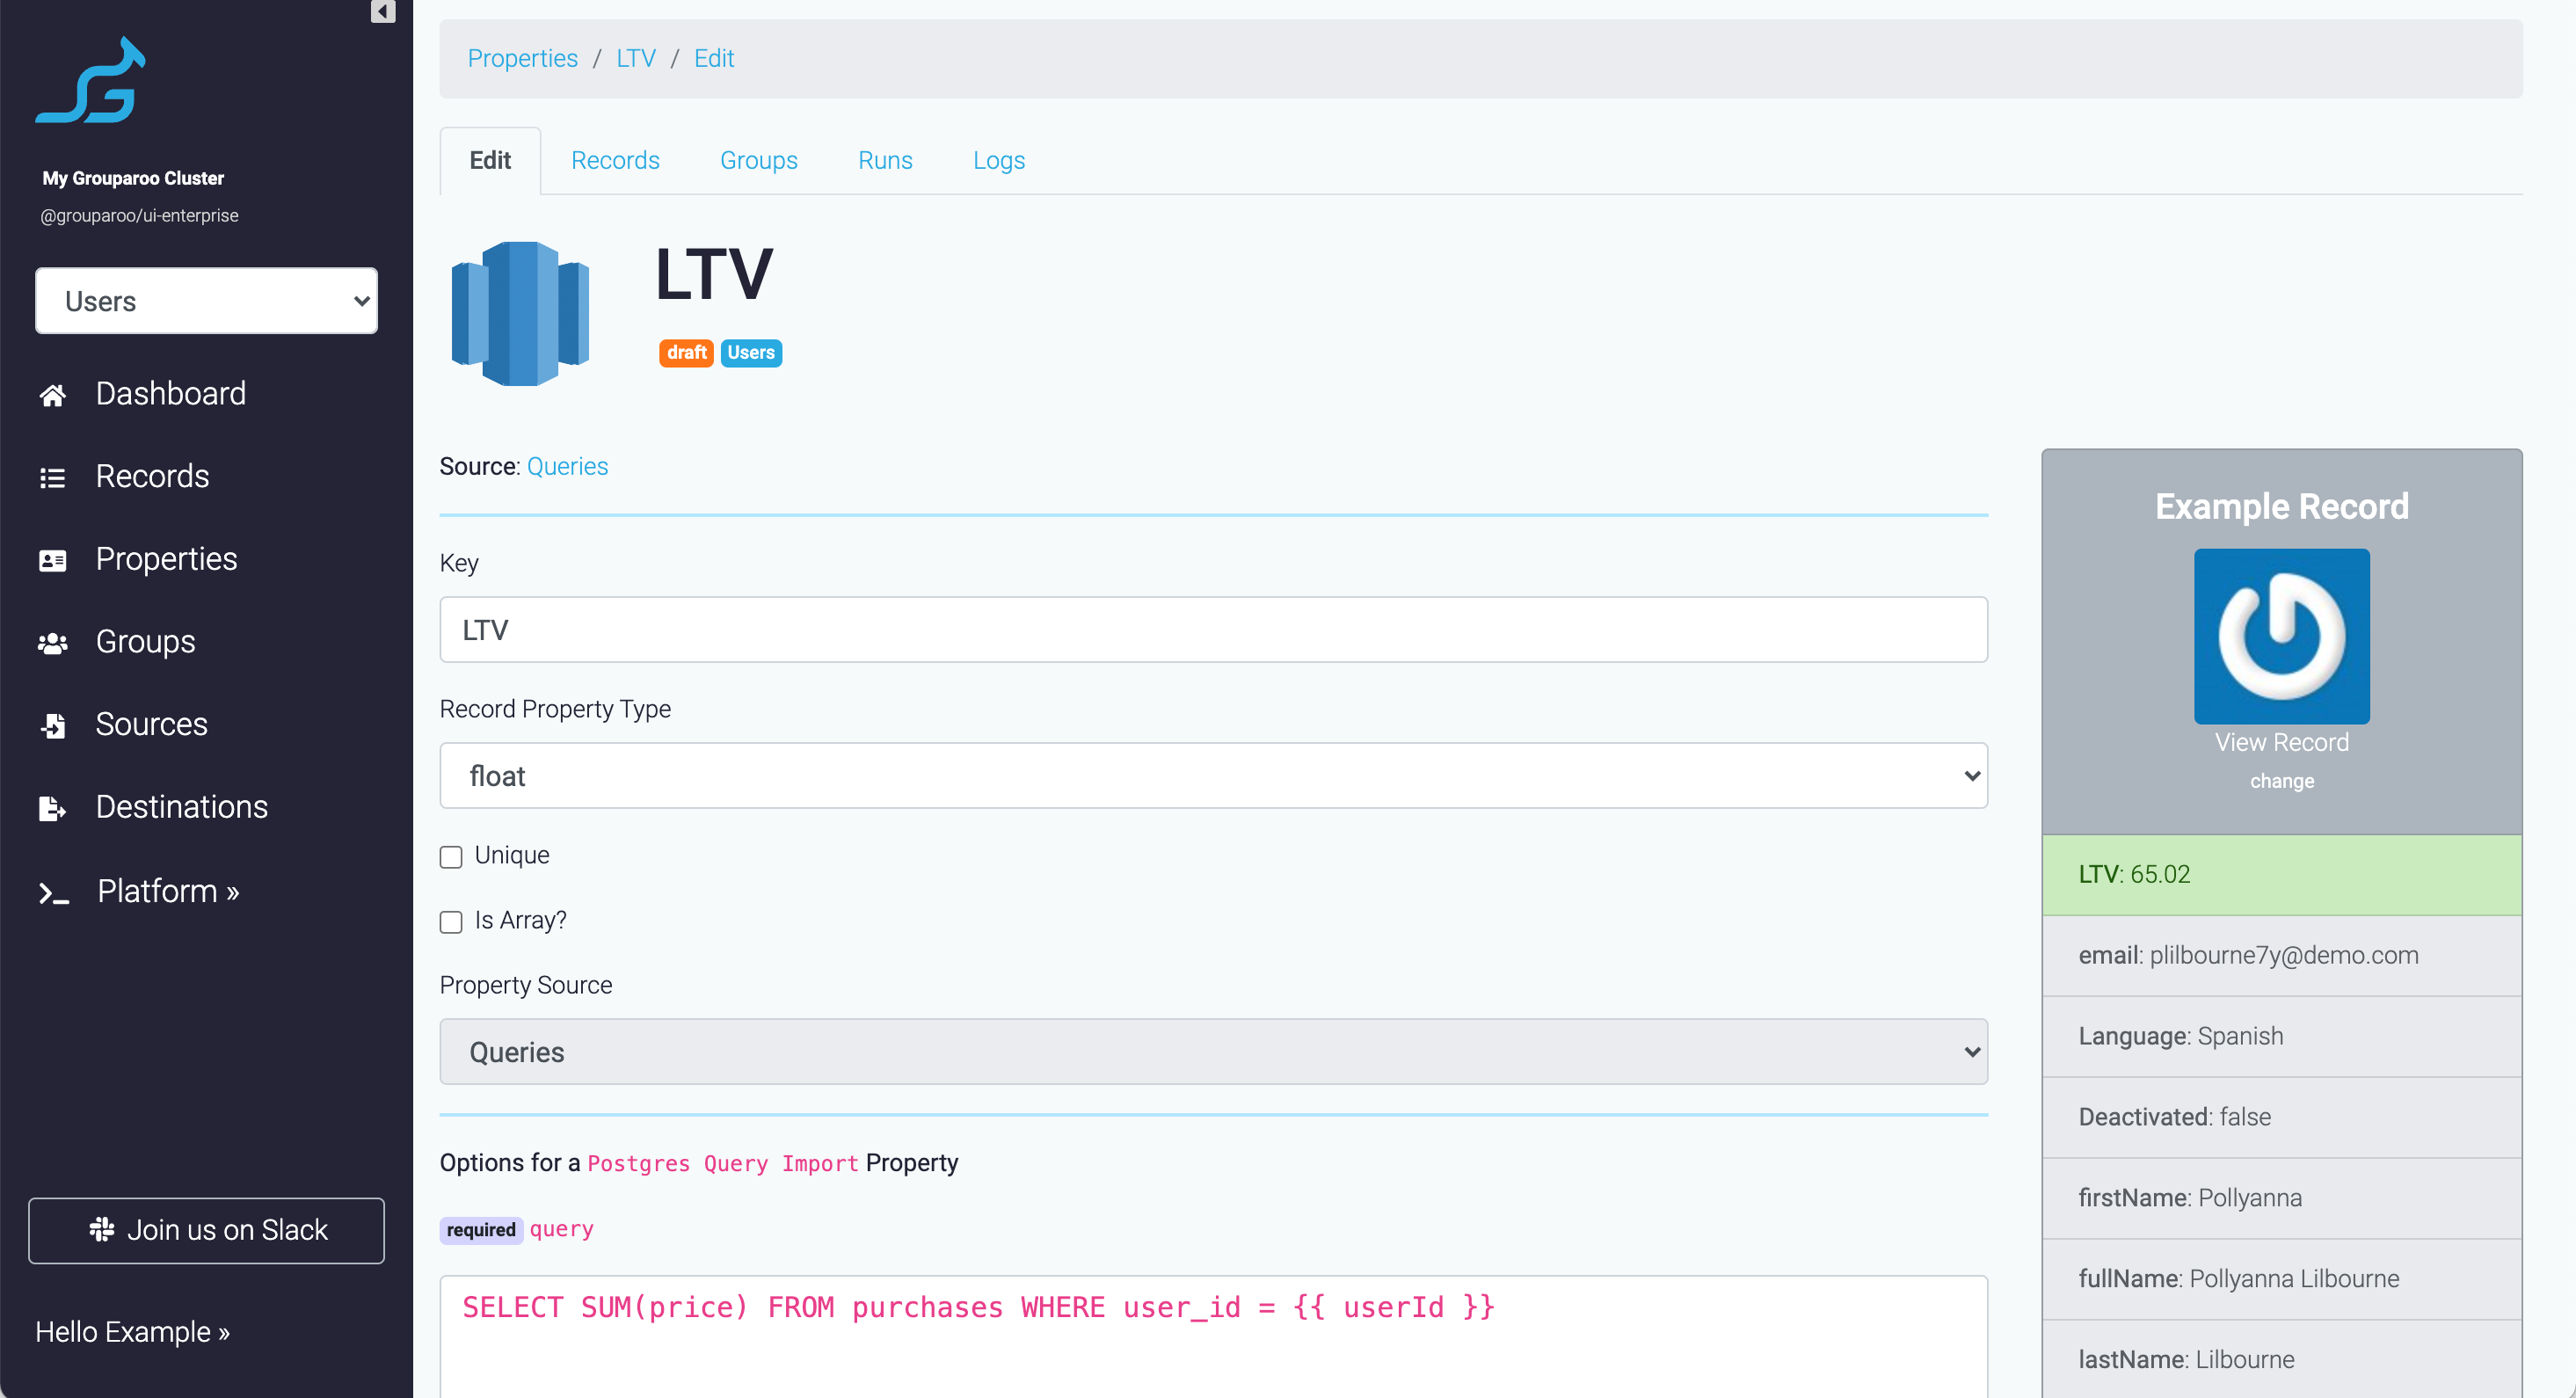 My Grouparoo Cluster
@grouparoo/ui-enterprise
Users
Dashboard
Records
Properties
Groups
Sources
Destinations
Platform »
Join us on Slack
Hello Example »
Properties / LTV / Edit
Edit Records Groups Runs Logs
LTV
draft Users
Source: Queries
Key
LTV
Record Property Type
float
Unique
Is Array?
Property Source
Queries
Options for a Postgres Query Import Property
required query
SELECT SUM(price) FROM purchases WHERE user_id = {{ userId }}
Example Record
View Record
change
LTV: 65.02
email: plilbourne7y@demo.com
Language: Spanish
Deactivated: false
firstName: Pollyanna
fullName: Pollyanna Lilbourne
lastName: Lilbourne